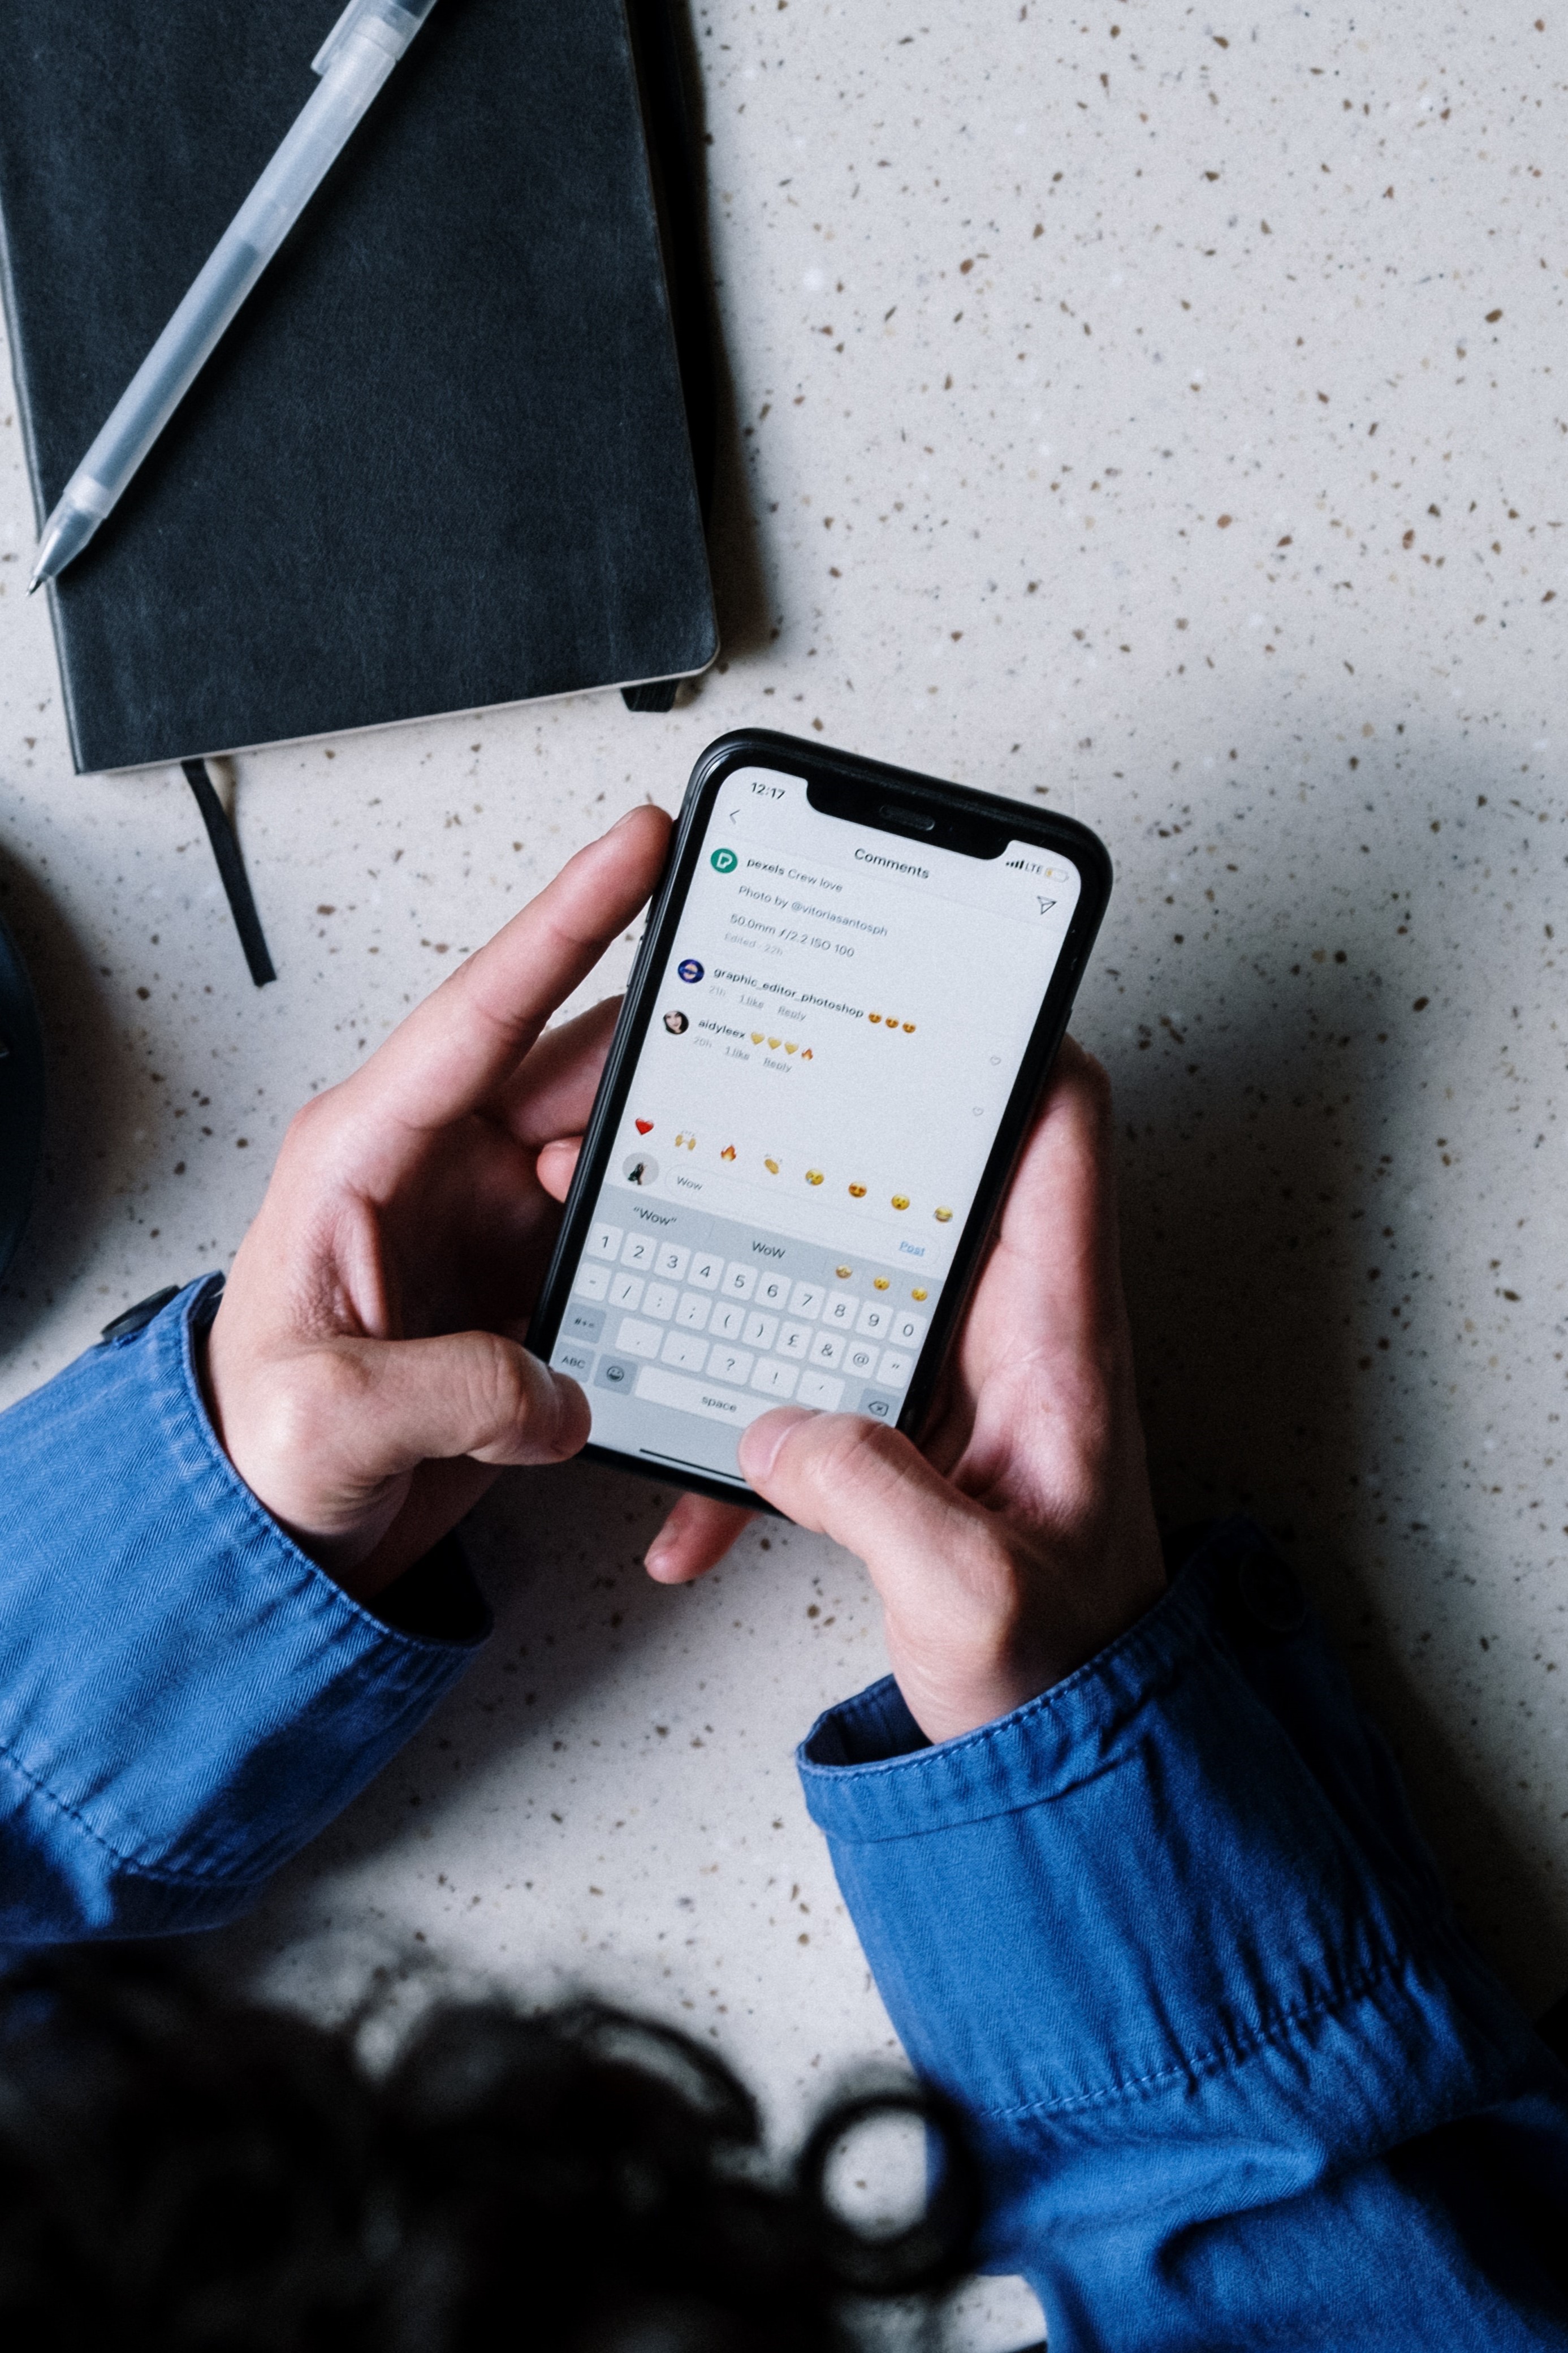 12:17
LTE
Comments
pexels Crew love
Photo by @vitoriasantosph
50.0mm ƒ/2.2 ISO 100
Edited · 22h
graphic_editor_photoshop 😍😍😍
21h 1 like Reply
aidyleex 💛💛💛🔥
20h 1 like Reply
❤️ 🙌 🔥 👏 😢 😍 😮 😂
Wow
Post
“Wow” WoW 🤩 😮 😯
1 2 3 4 5 6 7 8 9 0
- / : ; ( ) £ & @ "
#+= . , ? ! '
ABC space